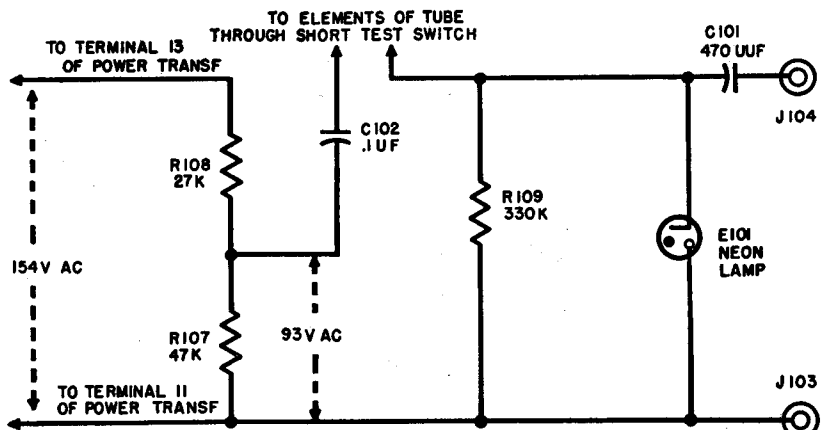 TO ELEMENTS OF TUBE
THROUGH SHORT TEST SWITCH
C101
470 UUF
TO TERMINAL 13
OF POWER TRANSF
J104
C102
.1UF
R108
27K
R109
330K
E101
NEON
LAMP
154V AC
93V AC
R107
47K
J103
TO TERMINAL 11
OF POWER TRANSF